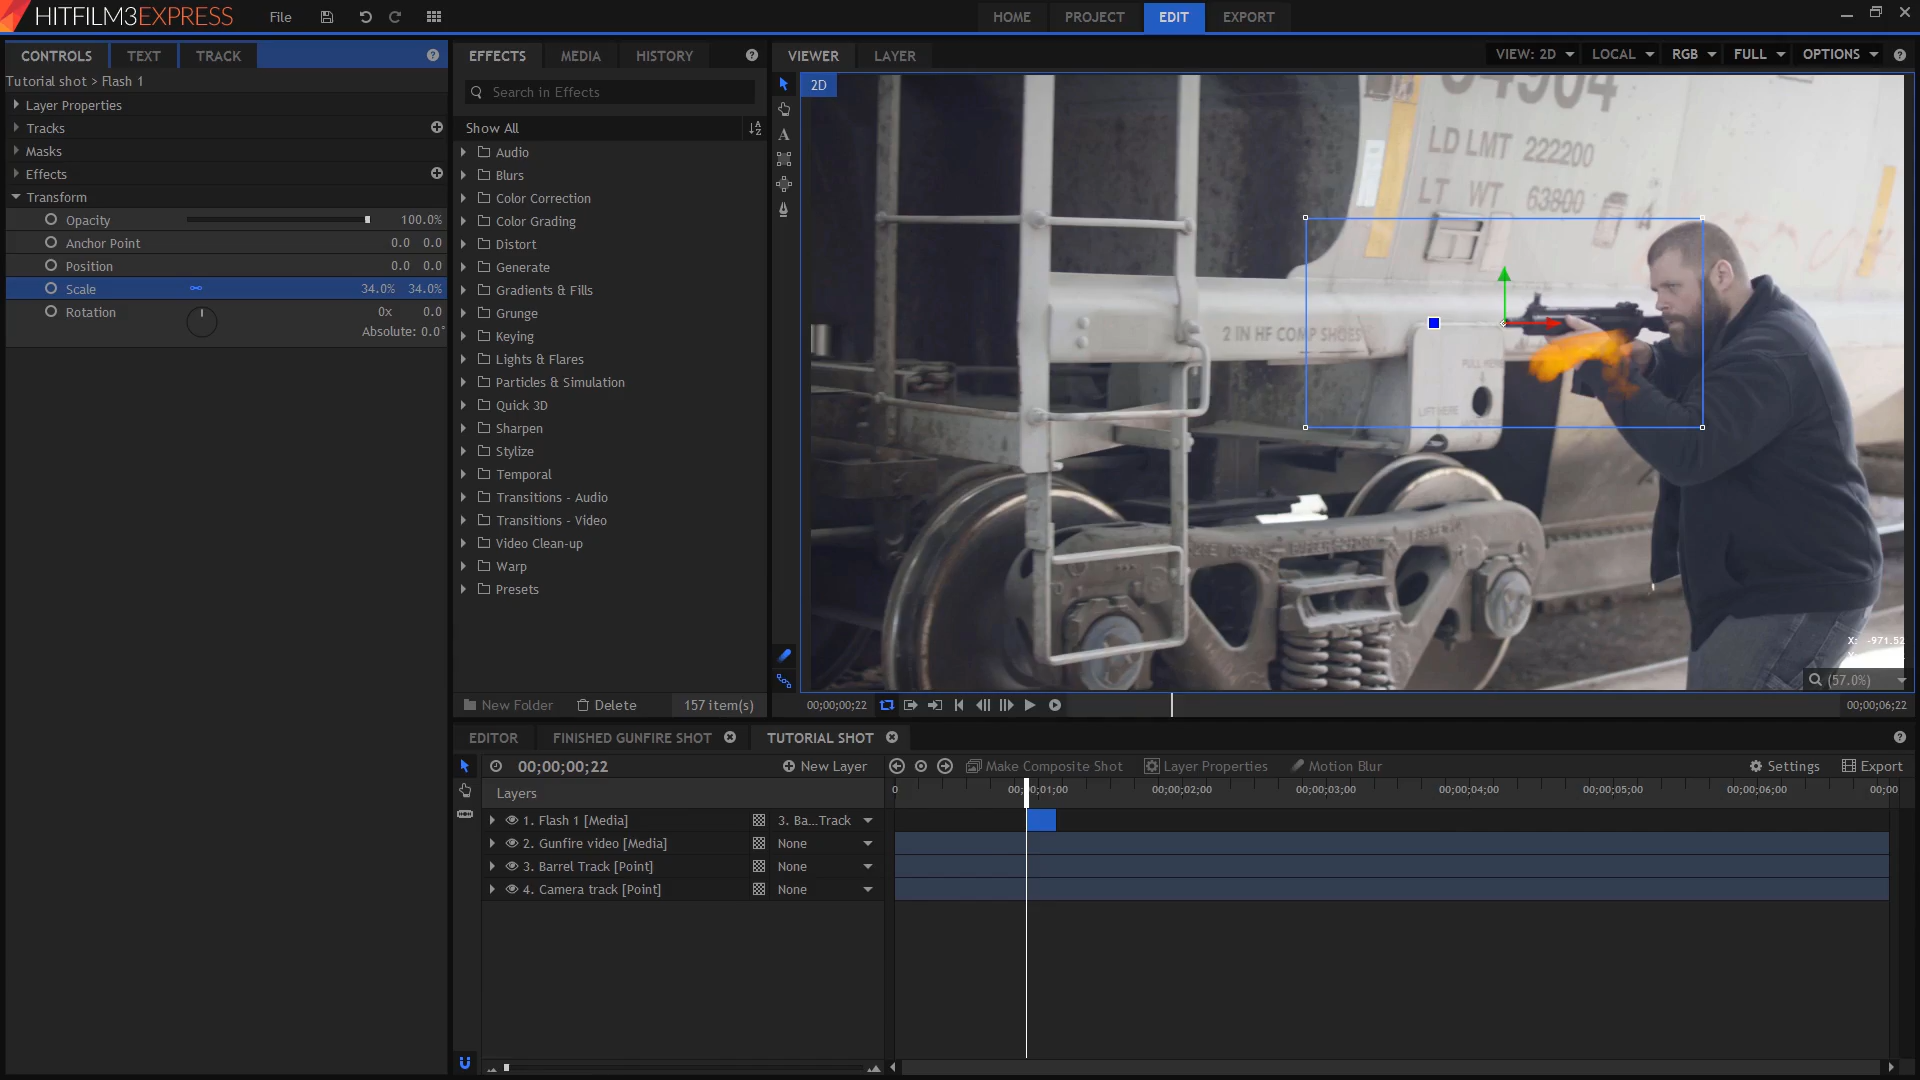 HITFILM3EXPRESS
File
HOME
PROJECT
EDIT
EXPORT
CONTROLS
TEXT
TRACK
Tutorial shot > Flash 1
Layer Properties
Tracks
Masks
Effects
Transform
Opacity 100.0%
Anchor Point 0.0 0.0
Position 0.0 0.0
Scale 34.0% 34.0%
Rotation 0x 0.0
Absolute: 0.0°
EFFECTS
MEDIA
HISTORY
Search in Effects
Show All
Audio
Blurs
Color Correction
Color Grading
Distort
Generate
Gradients & Fills
Grunge
Keying
Lights & Flares
Particles & Simulation
Quick 3D
Sharpen
Stylize
Temporal
Transitions - Audio
Transitions - Video
Video Clean-up
Warp
Presets
New Folder
Delete
157 item(s)
VIEWER
LAYER
VIEW: 2D
LOCAL
RGB
FULL
OPTIONS
2D
LD LMT 222200
LT WT 63800
2 IN HF COMP SHOES
PULL HERE
LIFT HERE
X: -971.52
(57.0%)
00;00;00;22
00;00;06;22
EDITOR
FINISHED GUNFIRE SHOT
TUTORIAL SHOT
00;00;00;22
New Layer
Make Composite Shot
Layer Properties
Motion Blur
Settings
Export
Layers
0
00;00;01;00
00;00;02;00
00;00;03;00
00;00;04;00
00;00;05;00
00;00;06;00
00;00
1. Flash 1 [Media] 3. Ba...Track
2. Gunfire video [Media] None
3. Barrel Track [Point] None
4. Camera track [Point] None